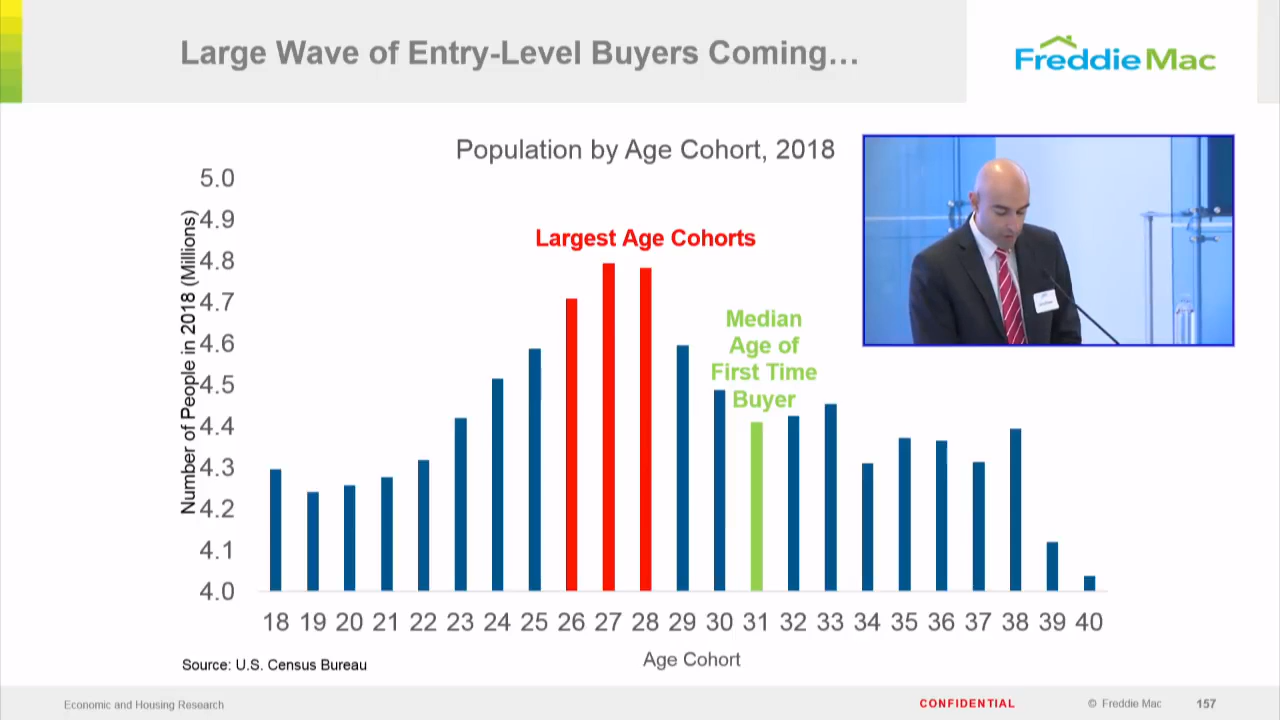 Large Wave of Entry-Level Buyers Coming…
Freddie Mac
Population by Age Cohort, 2018
Number of People in 2018 (Millions)
5.0
4.9
4.8
4.7
4.6
4.5
4.4
4.3
4.2
4.1
4.0
Largest Age Cohorts
Median
Age of
First Time
Buyer
18 19 20 21 22 23 24 25 26 27 28 29 30 31 32 33 34 35 36 37 38 39 40
Age Cohort
Source: U.S. Census Bureau
Economic and Housing Research
CONFIDENTIAL
© Freddie Mac
157